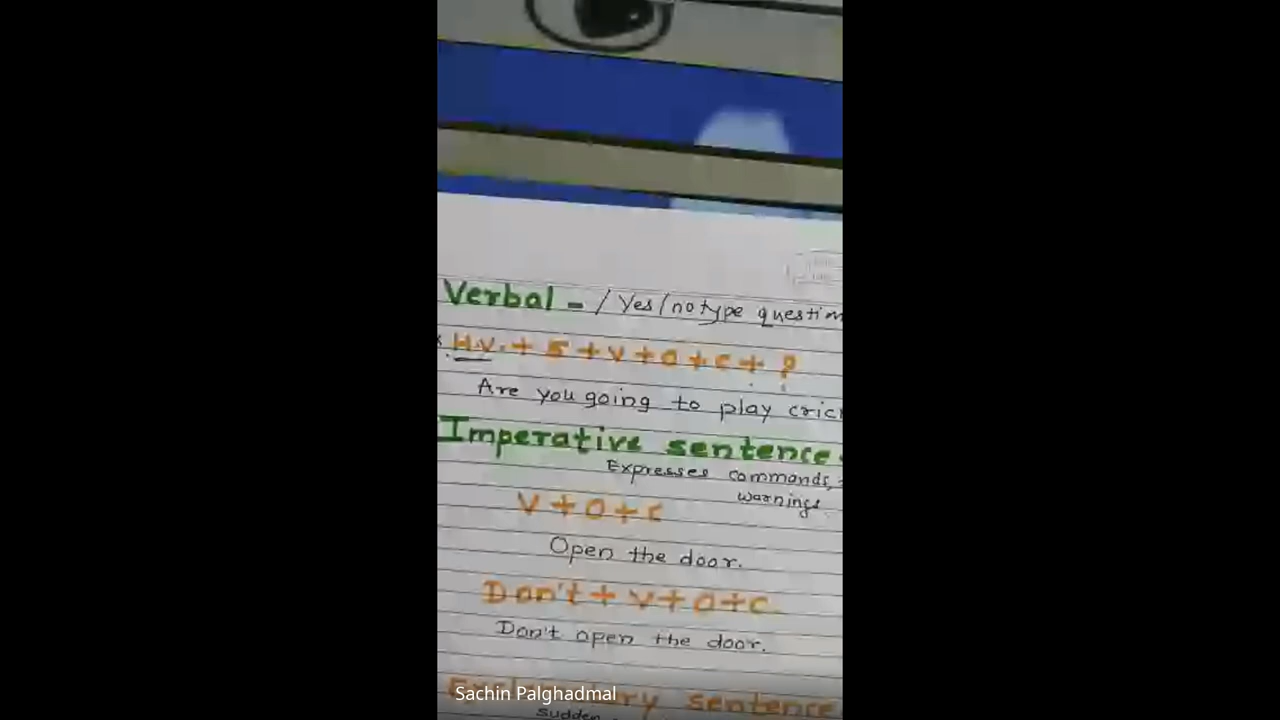 Verbal - / Yes/no type question
H.V. + S + V + O + C + ?
Are you going to play
Imperative sentence
Expresses commands,
warnings
V + O + C
Open the door.
Don't + V + O + C
Don't open the door.
sentence
Sachin Palghadmal
Sudden